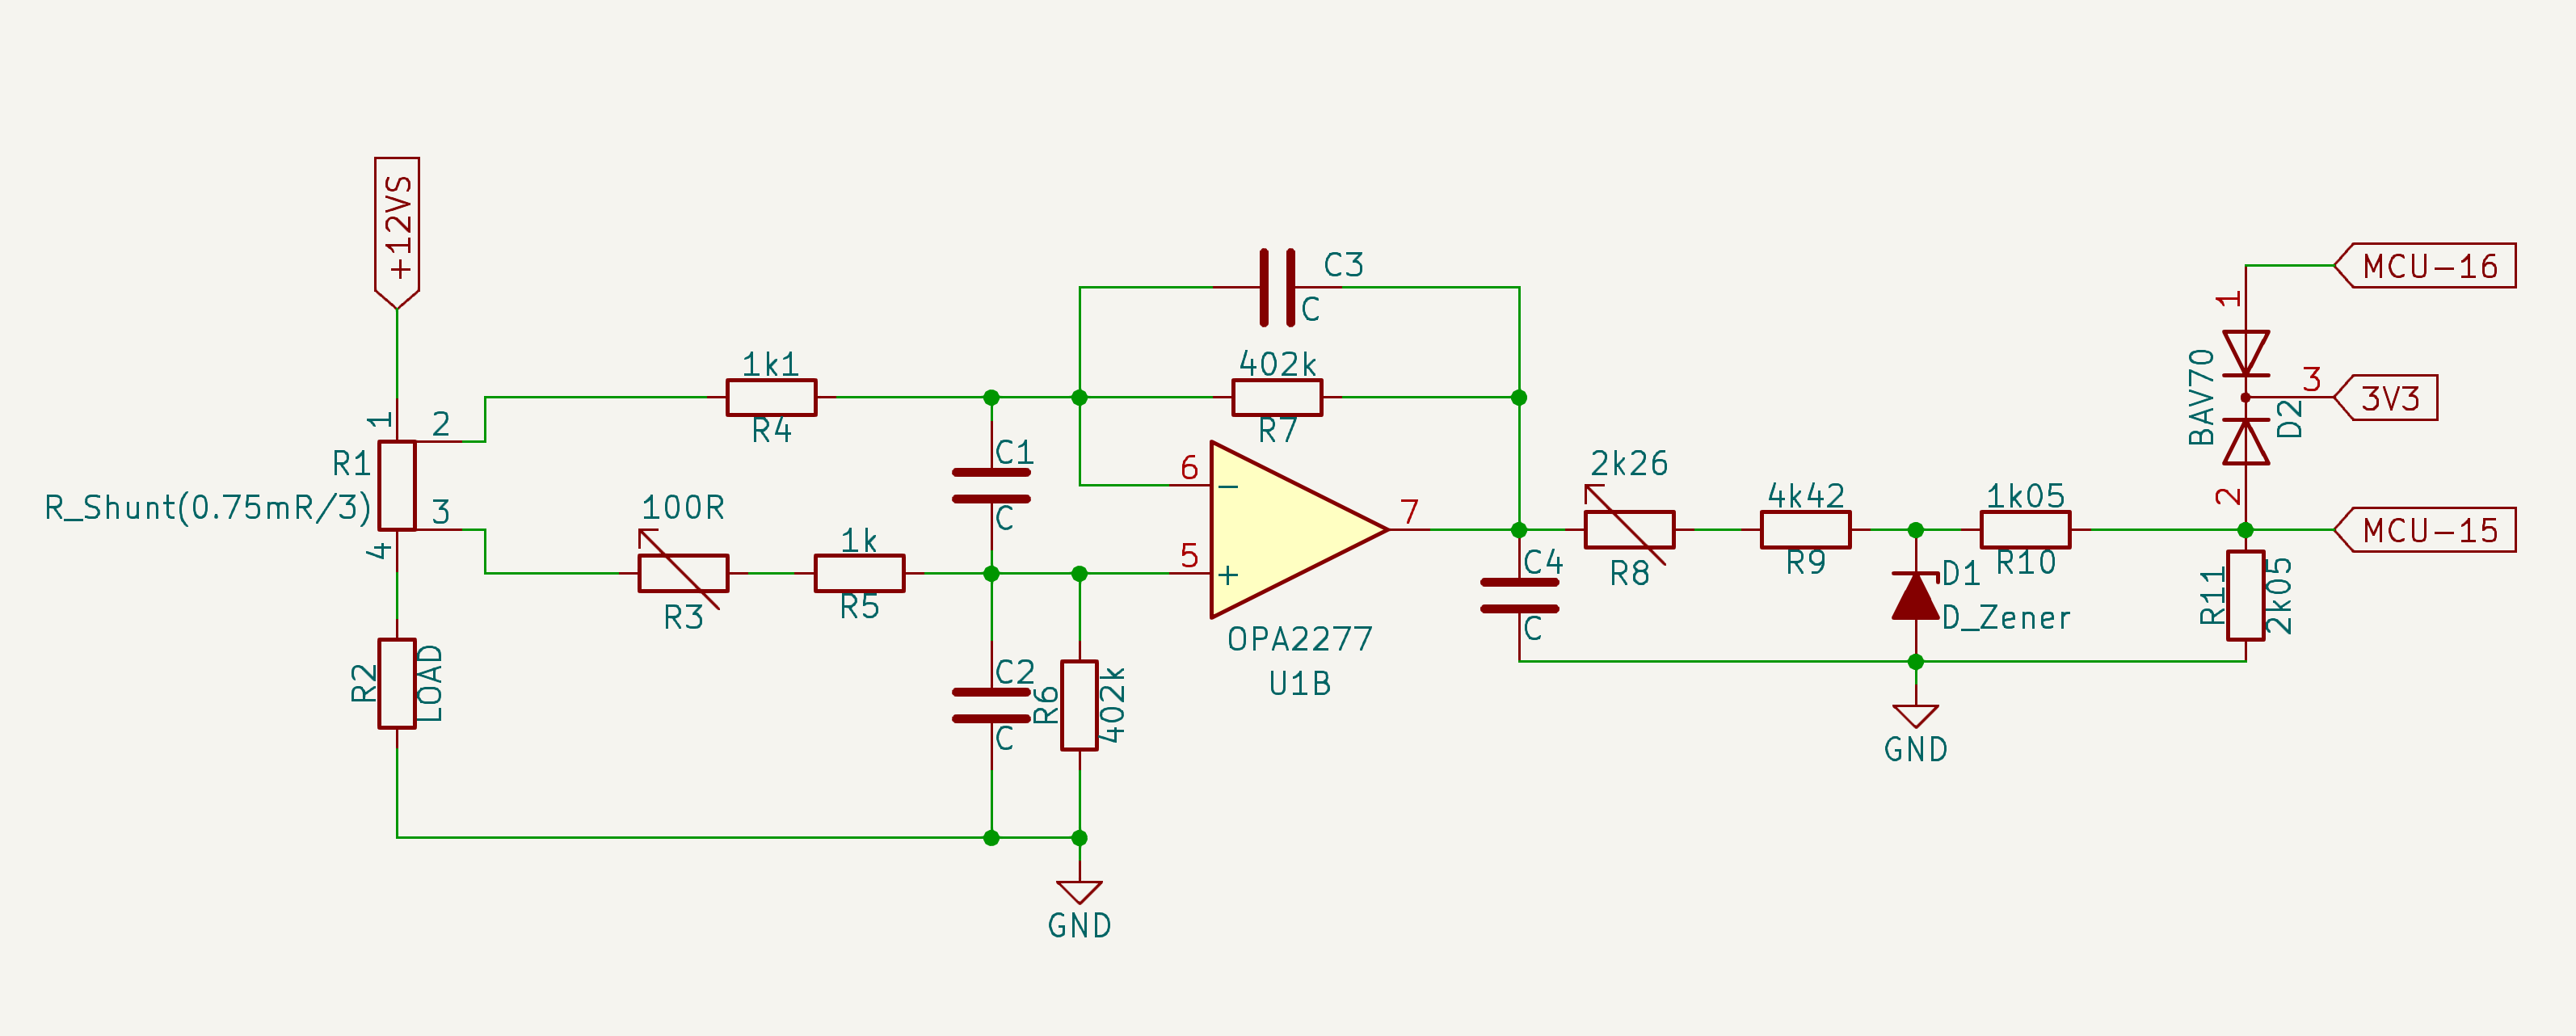 +12VS
1
2
R1
R_Shunt(0.75mR/3)
3
4
R2
LOAD
1k1
R4
100R
R3
1k
R5
C1
C
C2
C
R6
402k
GND
C3
C
402k
R7
6
−
5
+
7
OPA2277
U1B
C4
C
2k26
R8
4k42
R9
D1
D_Zener
GND
1k05
R10
R11
2k05
BAV70
D2
1
3
2
MCU-16
3V3
MCU-15